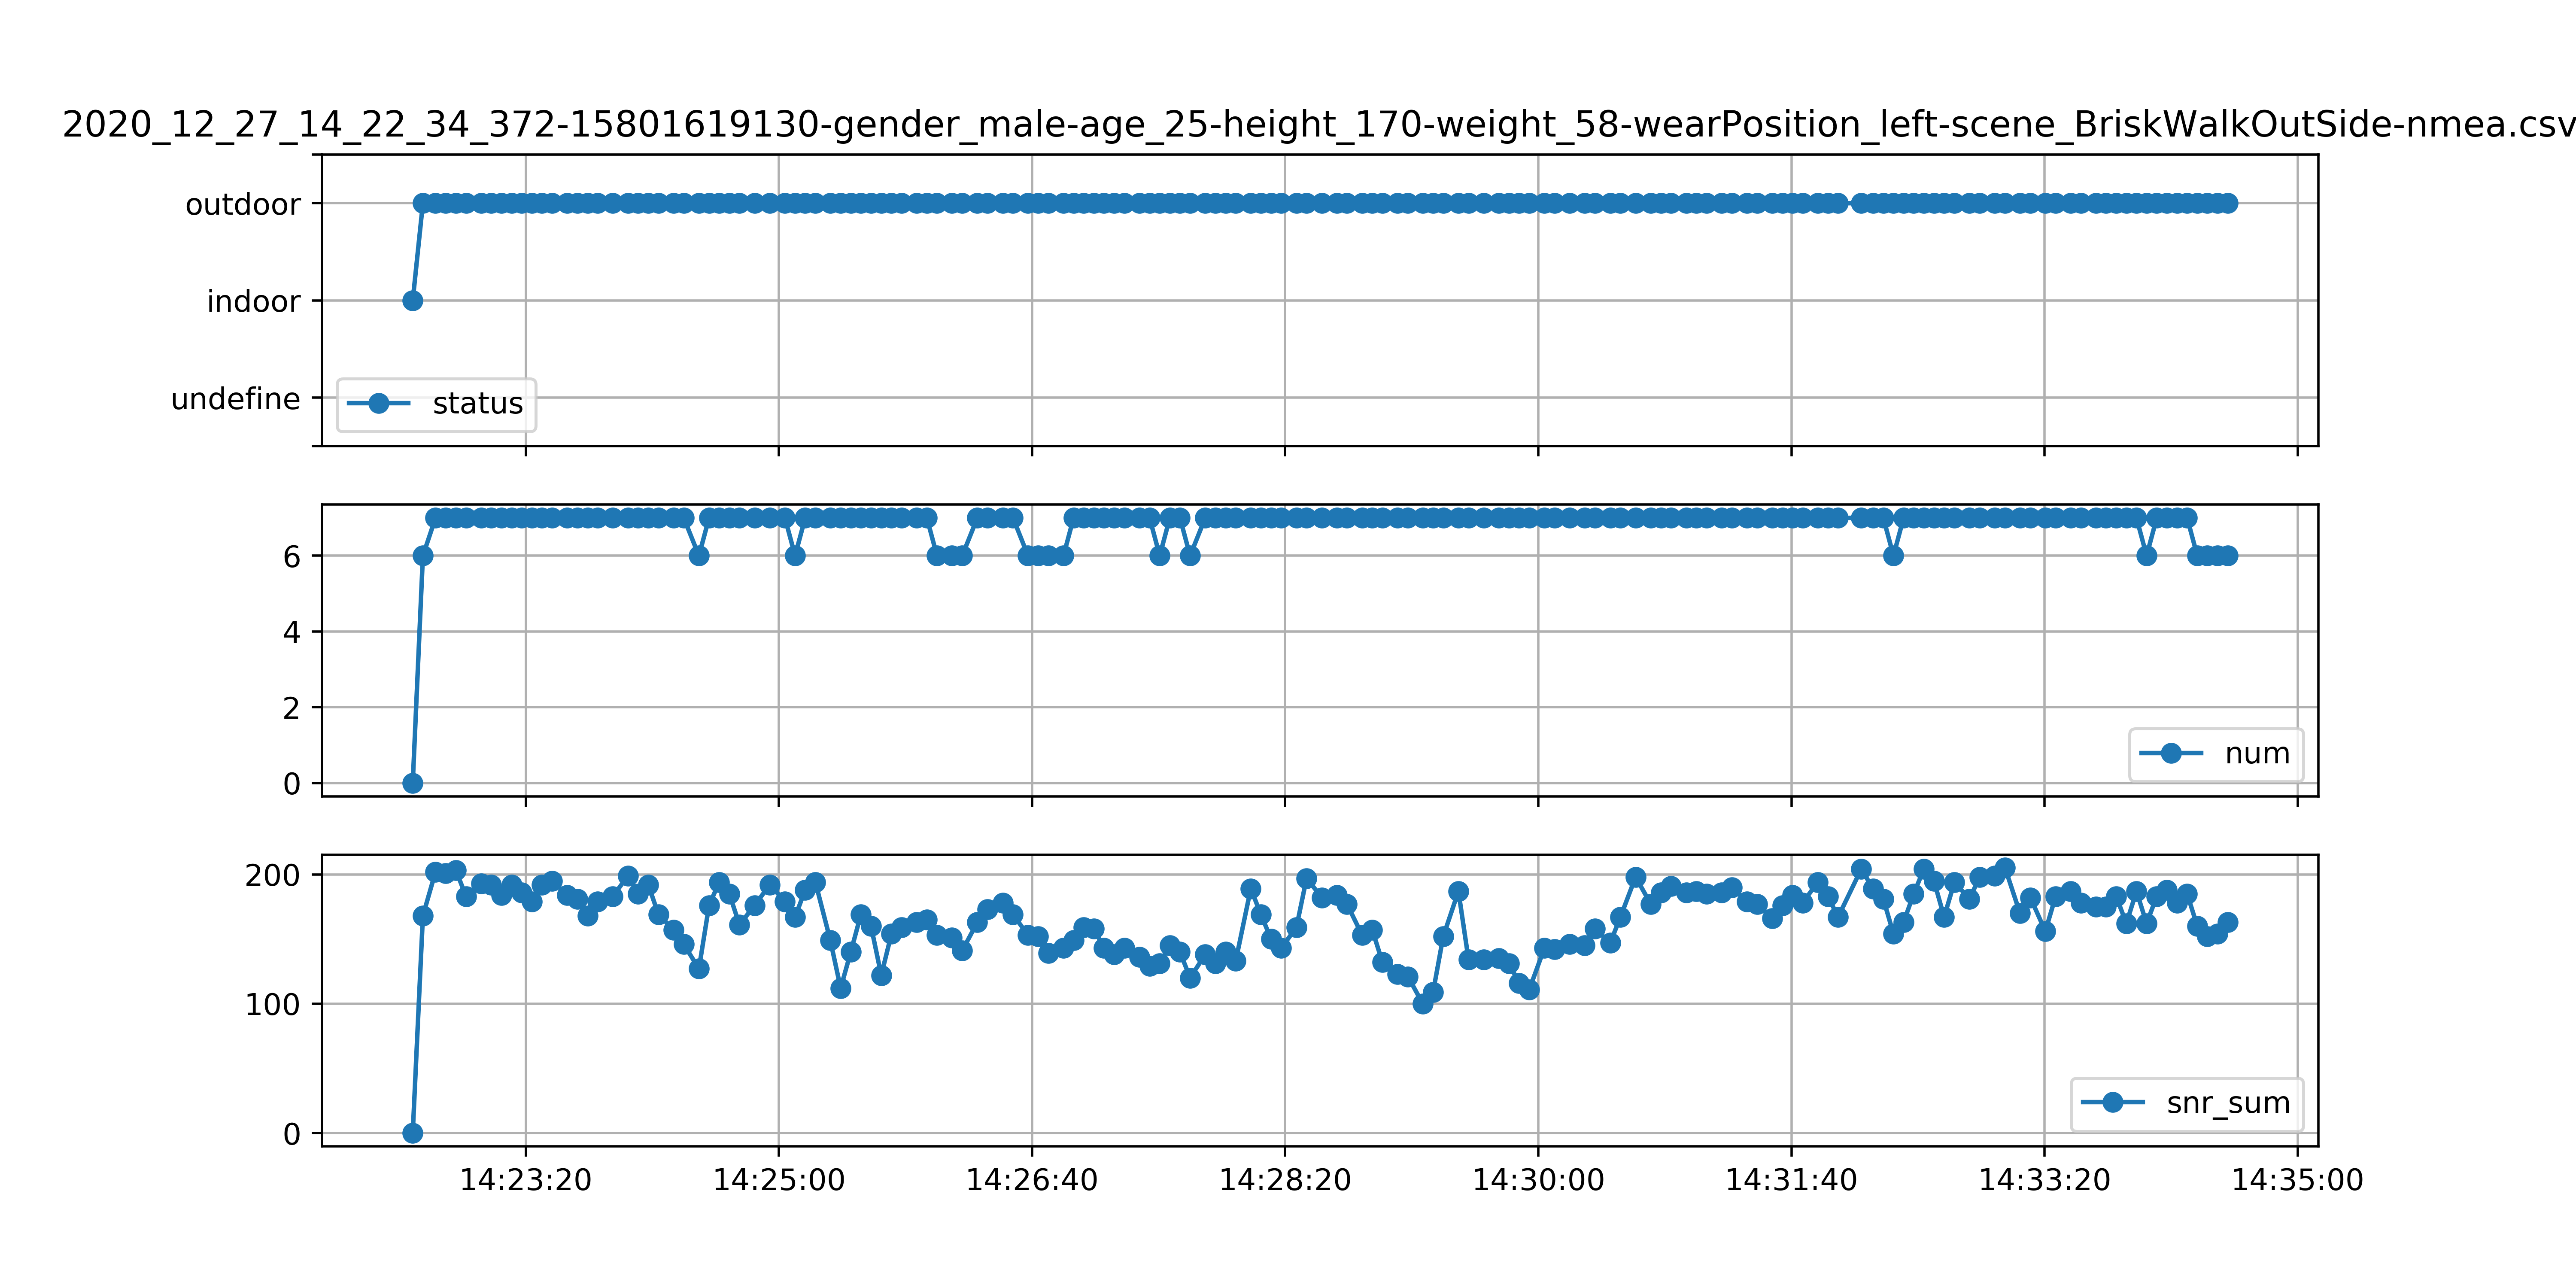 2020_12_27_14_22_34_372-15801619130-gender_male-age_25-height_170-weight_58-wearPosition_left-scene_BriskWalkOutSide-nmea.csv
outdoor
indoor
undefine
status
6
4
2
0
num
200
100
0
snr_sum
14:23:20 14:25:00 14:26:40 14:28:20 14:30:00 14:31:40 14:33:20 14:35:00